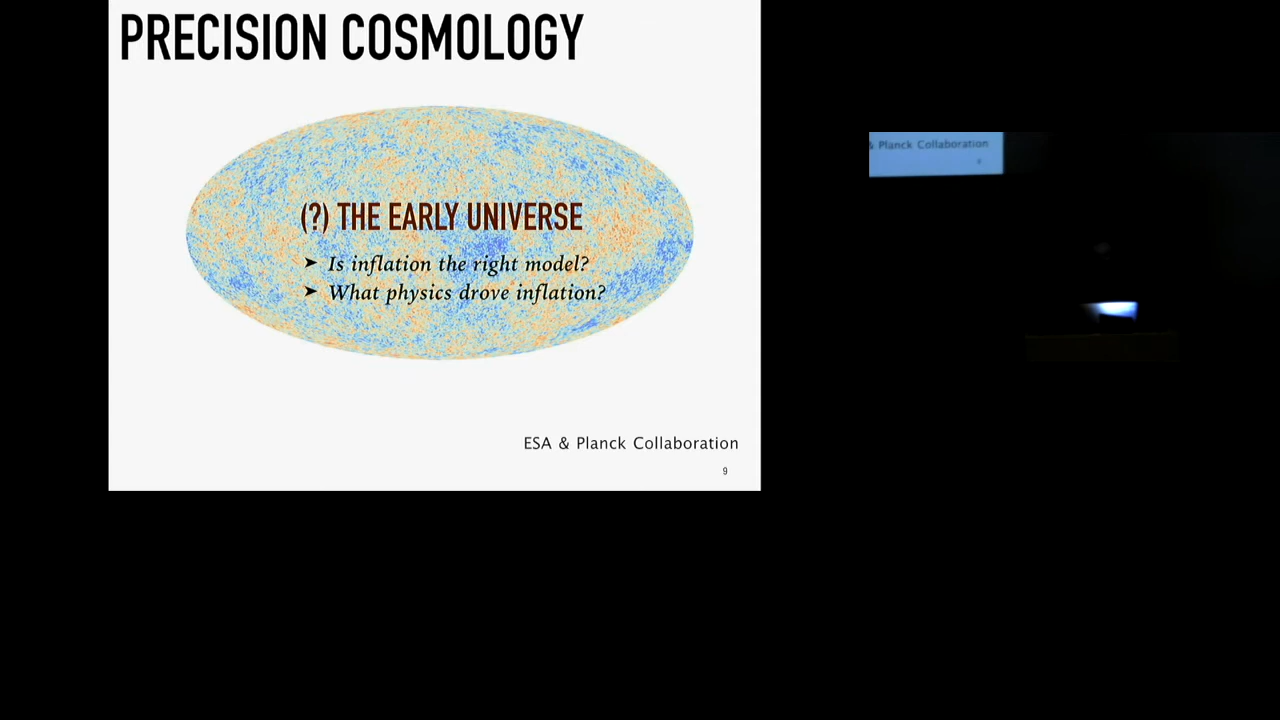 PRECISION COSMOLOGY
(?) THE EARLY UNIVERSE
➤ Is inflation the right model?
➤ What physics drove inflation?
ESA & Planck Collaboration
9
& Planck Collaboration